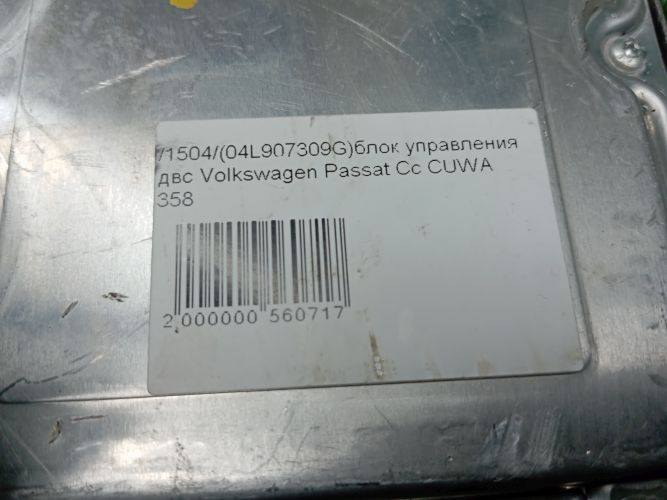 /1504/(04L907309G)блок управления
двс Volkswagen Passat Cc CUWA
358
2 000000 560717